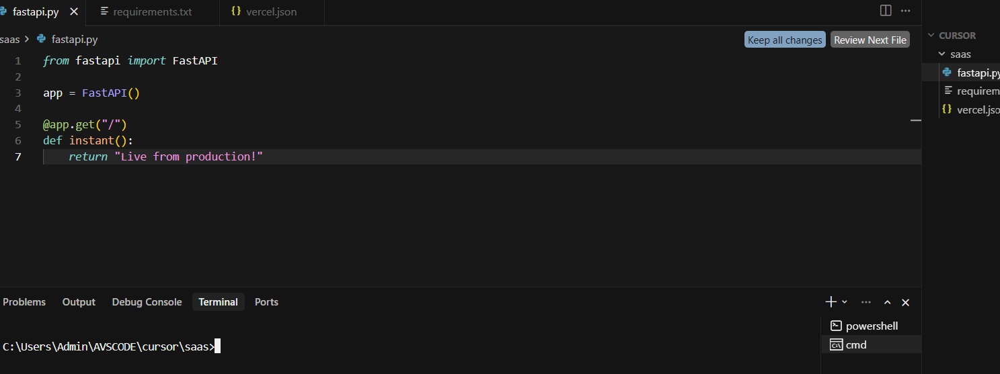 fastapi.py
requirements.txt
{} vercel.json
saas > fastapi.py
Keep all changes
Review Next File
1 from fastapi import FastAPI
2
3 app = FastAPI()
4
5 @app.get("/")
6 def instant():
7 return "Live from production!"
CURSOR
saas
fastapi.py
requirem
{} vercel.jso
Problems Output Debug Console Terminal Ports
powershell
cmd
C:\Users\Admin\AVSCODE\cursor\saas>